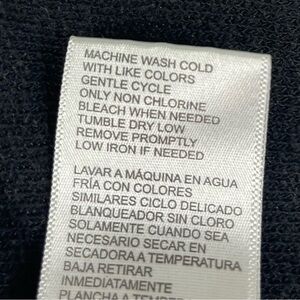 MACHINE WASH COLD
WITH LIKE COLORS
GENTLE CYCLE
ONLY NON CHLORINE
BLEACH WHEN NEEDED
TUMBLE DRY LOW
REMOVE PROMPTLY
LOW IRON IF NEEDED
LAVAR A MÁQUINA EN AGUA
FRÍA CON COLORES
SIMILARES CICLO DELICADO
BLANQUEADOR SIN CLORO
SOLAMENTE CUANDO SEA
NECESARIO SECAR EN
SECADORA A TEMPERATURA
BAJA RETIRAR
INMEDIATAMENTE
PLANCHA A